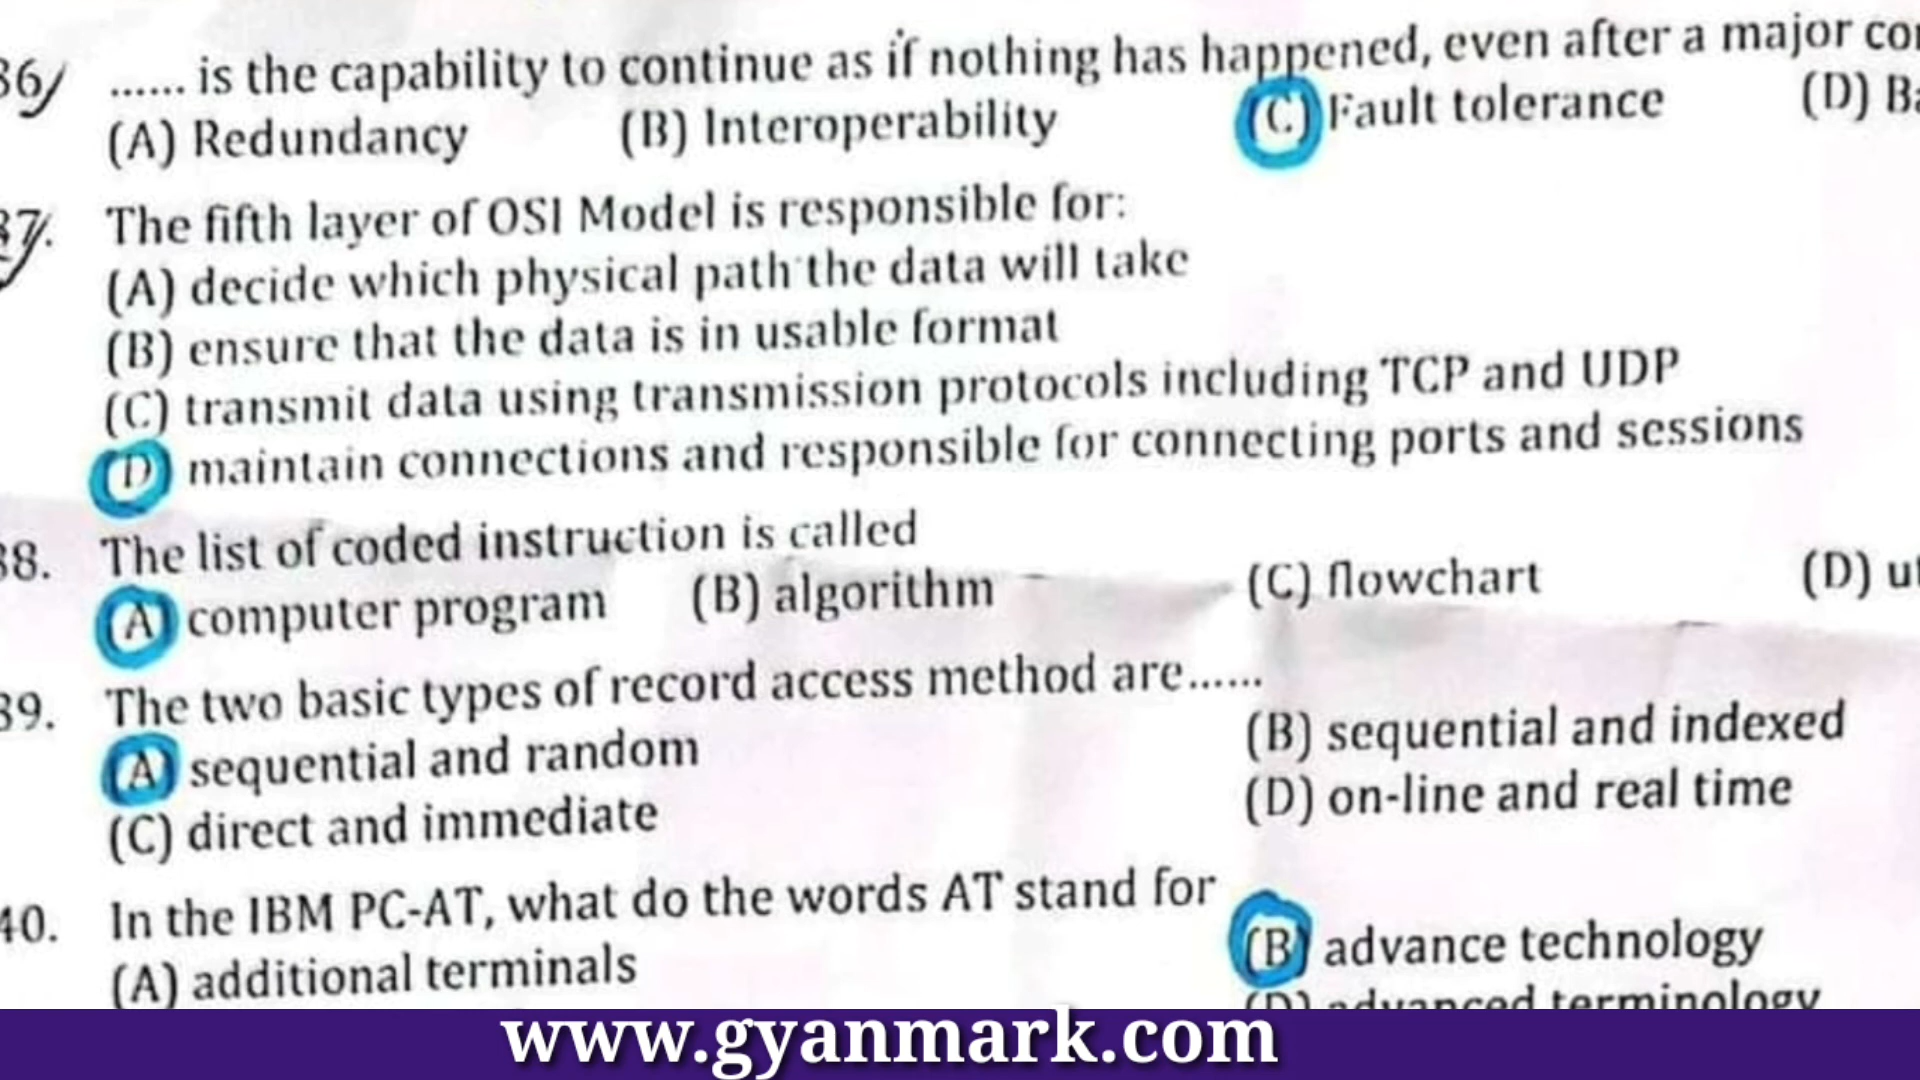 36 ...... is the capability to continue as if nothing has happened, even after a major
(A) Redundancy (B) Interoperability (C) Fault tolerance (D)
37. The fifth layer of OSI Model is responsible for:
(A) decide which physical path the data will take
(B) ensure that the data is in usable format
(C) transmit data using transmission protocols including TCP and UDP
(D) maintain connections and responsible for connecting ports and sessions
38. The list of coded instruction is called
(A) computer program (B) algorithm (C) flowchart (D)
39. The two basic types of record access method are......
(A) sequential and random (B) sequential and indexed
(C) direct and immediate (D) on-line and real time
40. In the IBM PC-AT, what do the words AT stand for
(A) additional terminals (B) advance technology
(D) advanced terminology
www.gyanmark.com